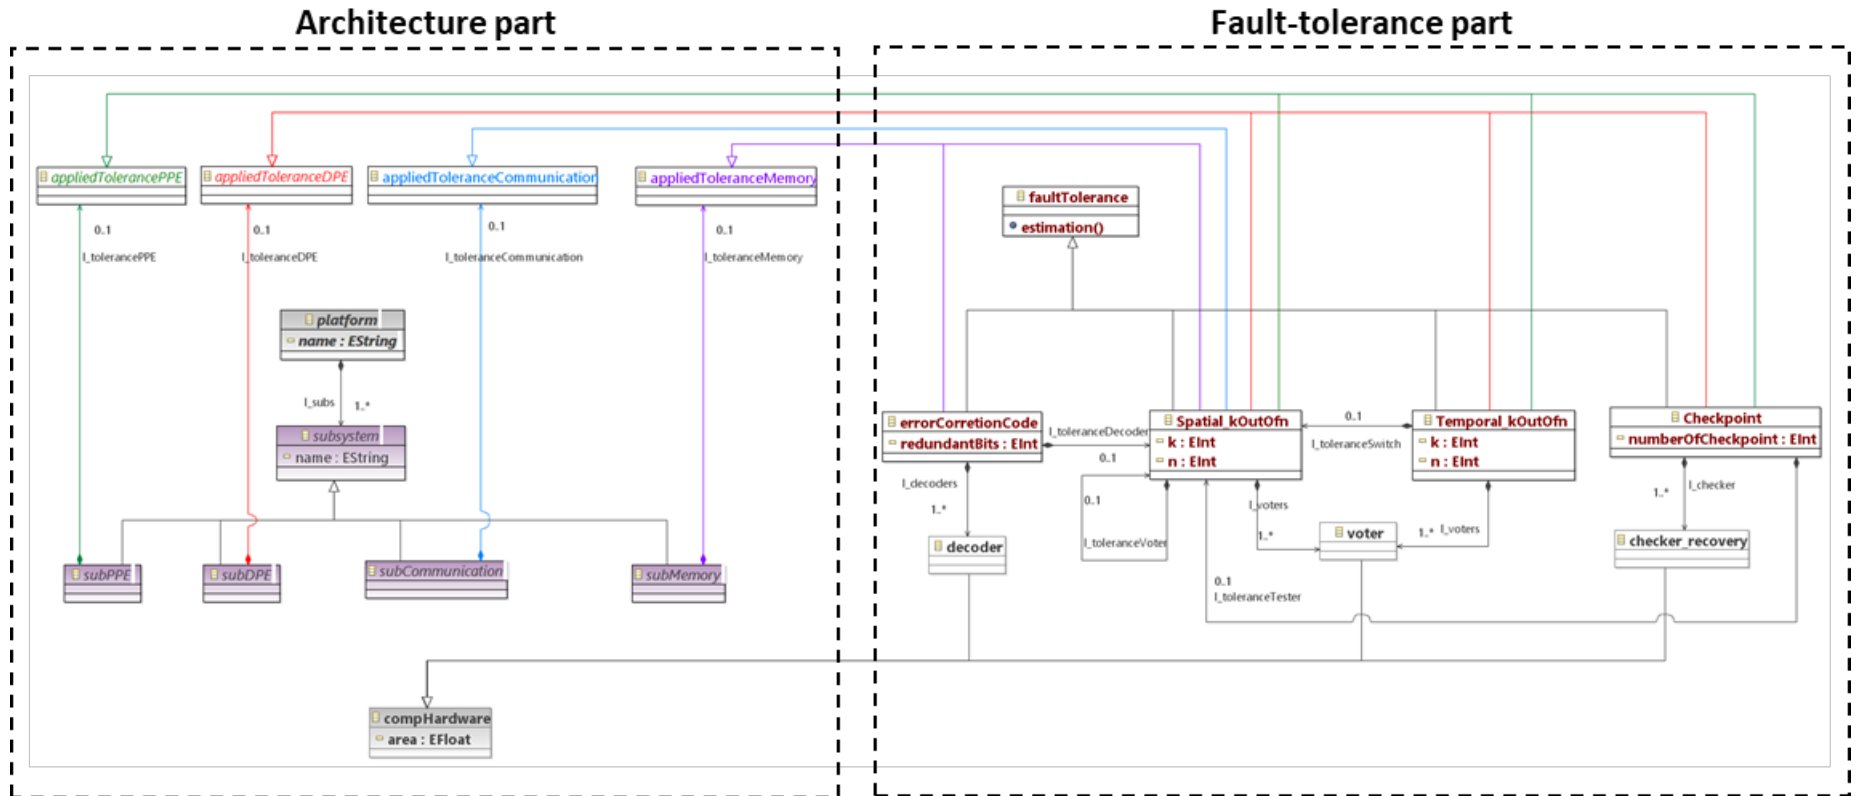 Architecture part
Fault-tolerance part
appliedTolerancePPE
appliedToleranceDPE
appliedToleranceCommunication
appliedToleranceMemory
faultTolerance
estimation()
0..1
0..1
0..1
0..1
l_tolerancePPE
l_toleranceDPE
l_toleranceCommunication
l_toleranceMemory
platform
name : EString
l_subs
1..*
subsystem
name : EString
errorCorretionCode
redundantBits : EInt
l_toleranceDecoder
0..1
Spatial_kOutOfn
k : EInt
n : EInt
0..1
l_toleranceSwitch
Temporal_kOutOfn
k : EInt
n : EInt
Checkpoint
numberOfCheckpoint : EInt
l_decoders
1..*
0..1
l_toleranceVoter
l_voters
1..*
voter
1..*
l_voters
1..*
l_checker
decoder
checker_recovery
subPPE
subDPE
subCommunication
subMemory
0..1
l_toleranceTester
compHardware
area : EFloat